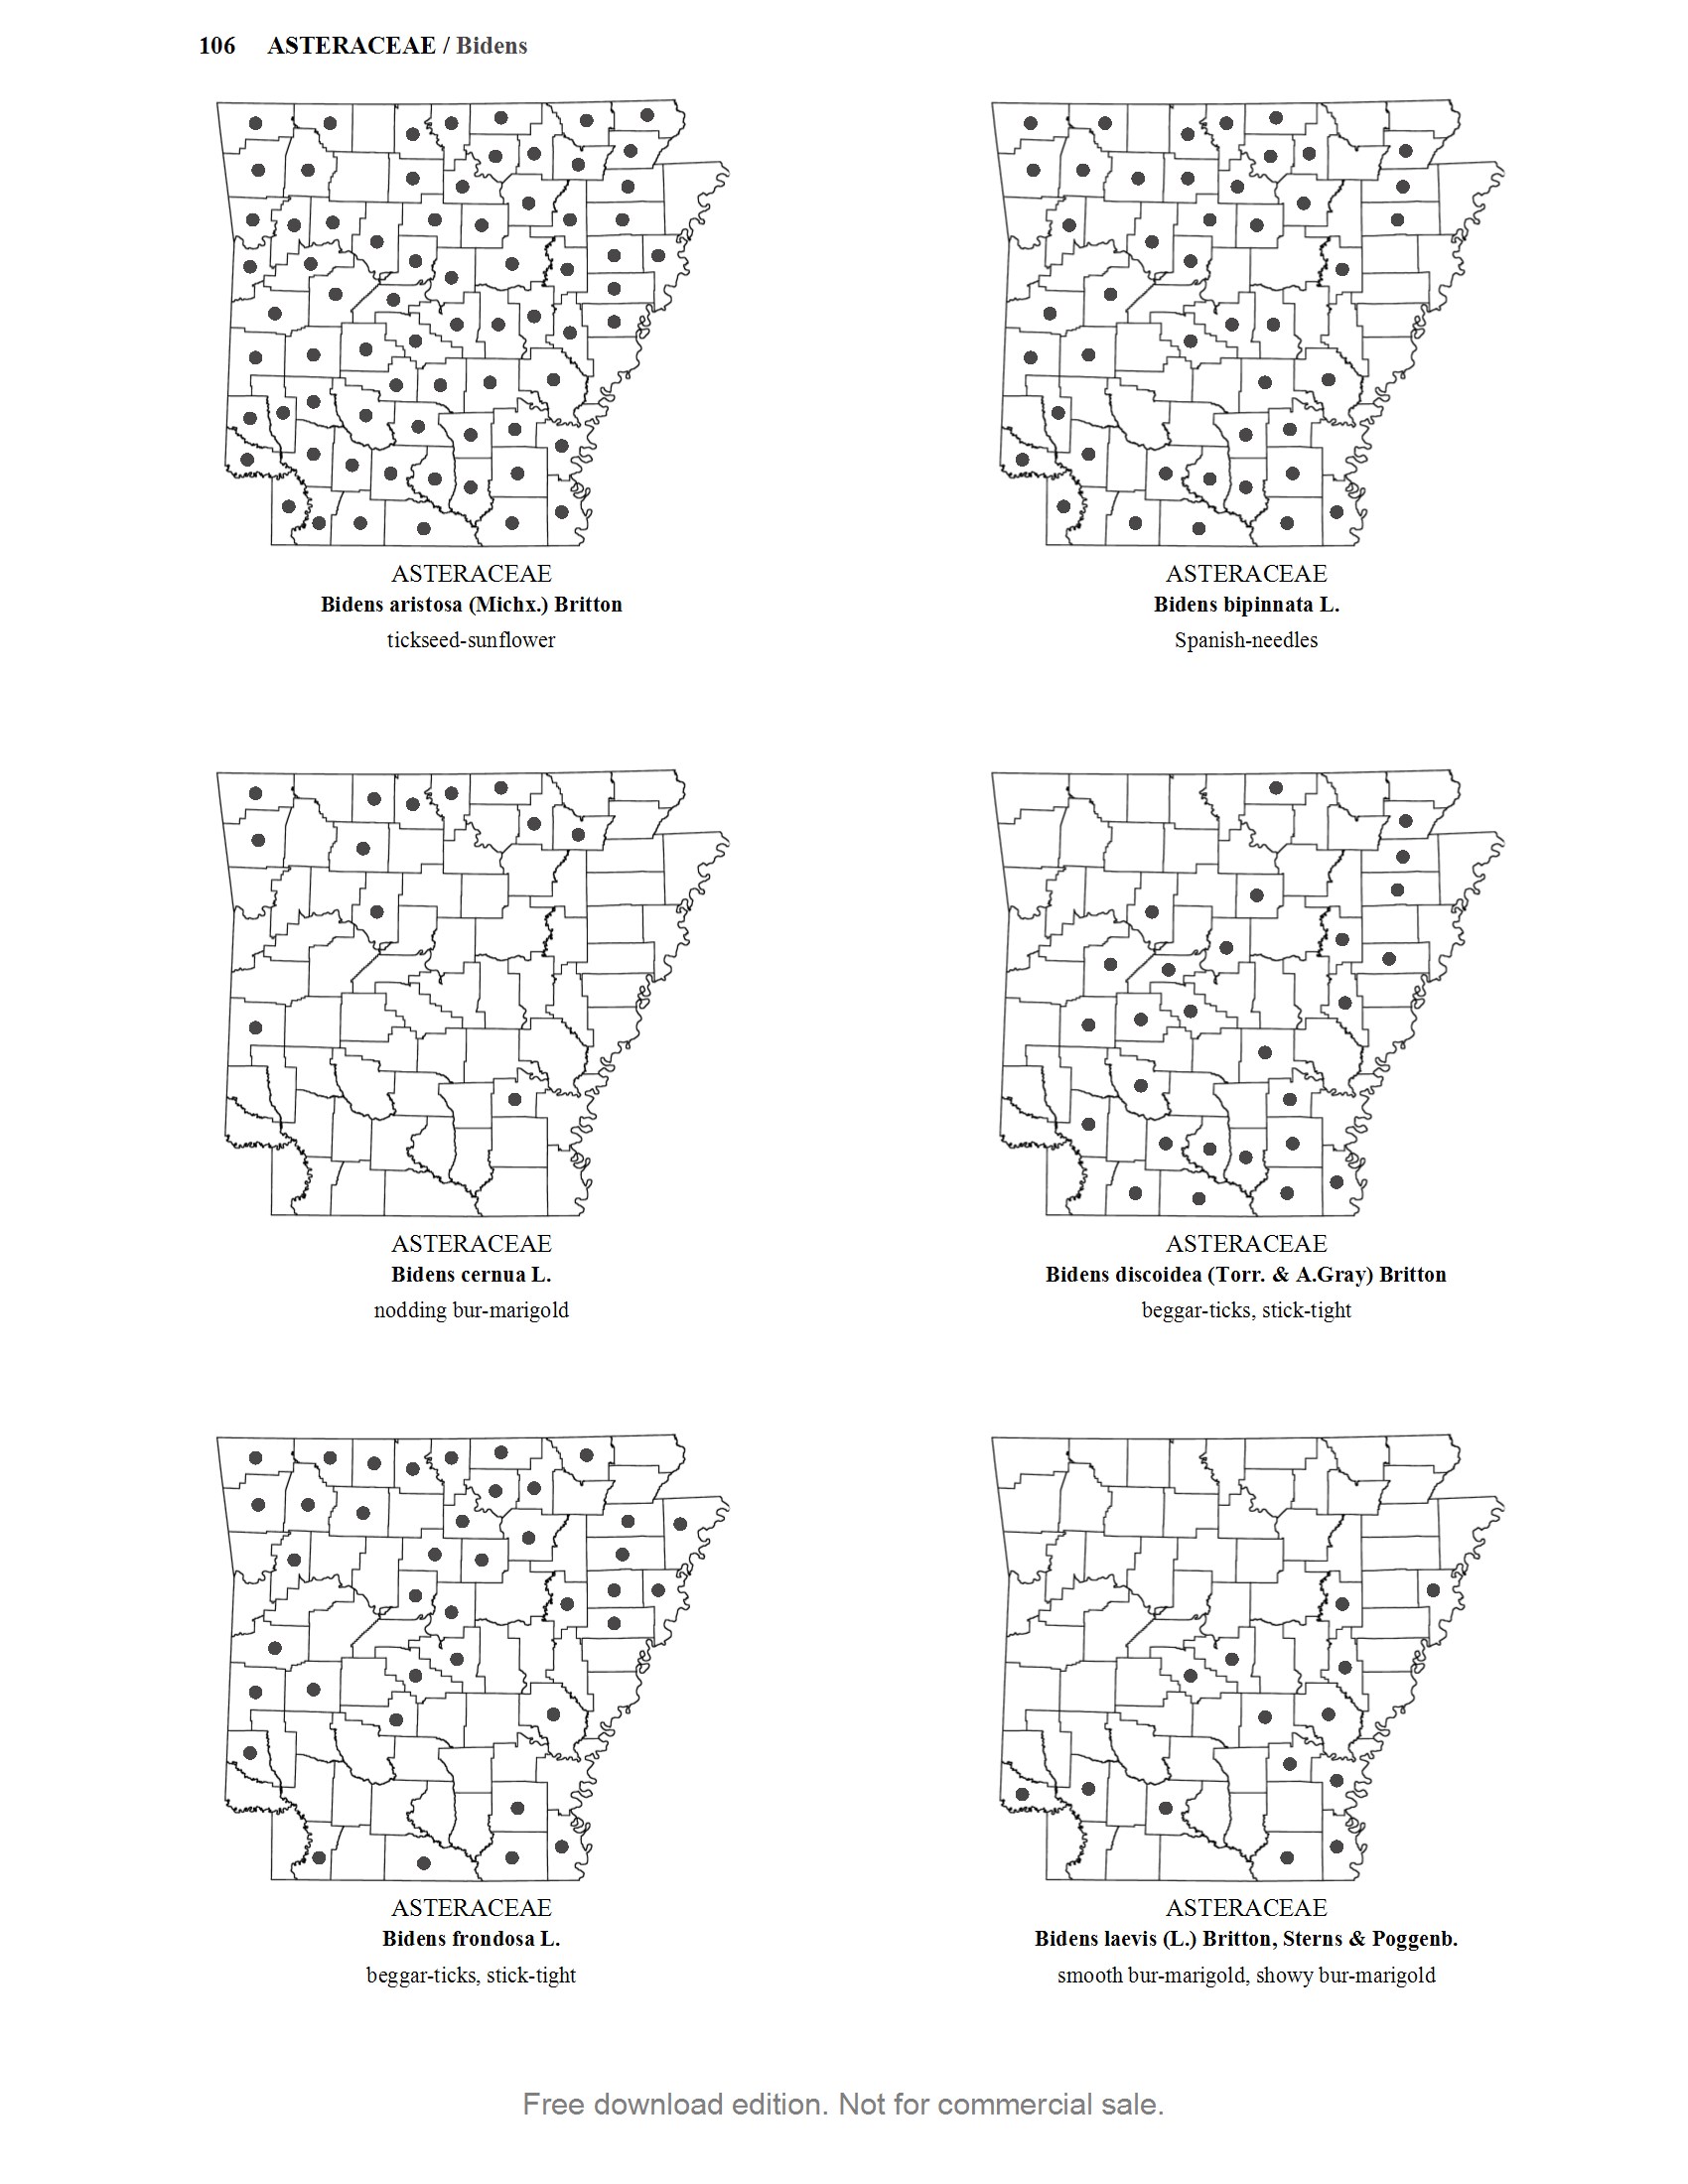 106 ASTERACEAE / Bidens
ASTERACEAE
Bidens aristosa (Michx.) Britton
tickseed-sunflower
ASTERACEAE
Bidens bipinnata L.
Spanish-needles
ASTERACEAE
Bidens cernua L.
nodding bur-marigold
ASTERACEAE
Bidens discoidea (Torr. & A.Gray) Britton
beggar-ticks, stick-tight
ASTERACEAE
Bidens frondosa L.
beggar-ticks, stick-tight
ASTERACEAE
Bidens laevis (L.) Britton, Sterns & Poggenb.
smooth bur-marigold, showy bur-marigold
Free download edition. Not for commercial sale.